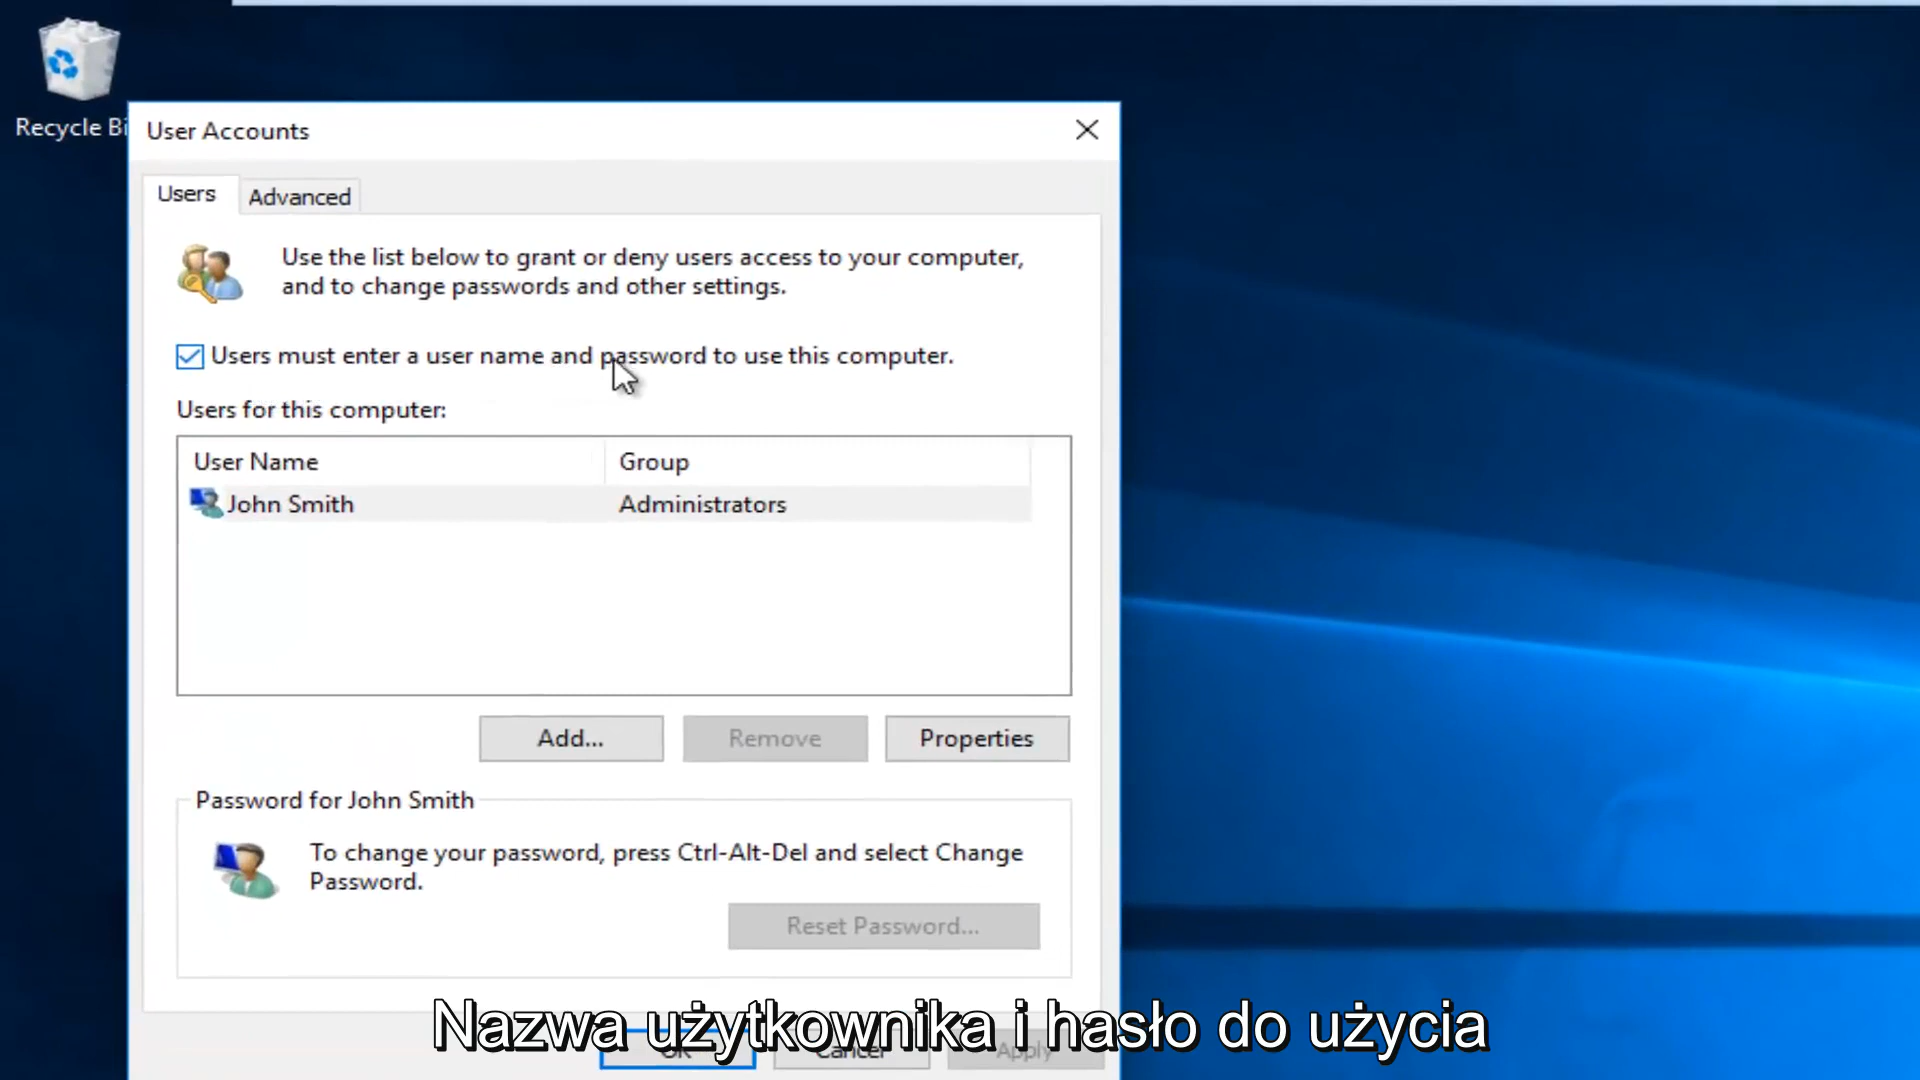 Recycle Bi
User Accounts
Users
Advanced
Use the list below to grant or deny users access to your computer,
and to change passwords and other settings.
Users must enter a user name and password to use this computer.
Users for this computer:
User Name
Group
John Smith
Administrators
Add...
Remove
Properties
Password for John Smith
To change your password, press Ctrl-Alt-Del and select Change
Password.
Reset Password...
OK
Cancel
Apply
Nazwa użytkownika i hasło do użycia